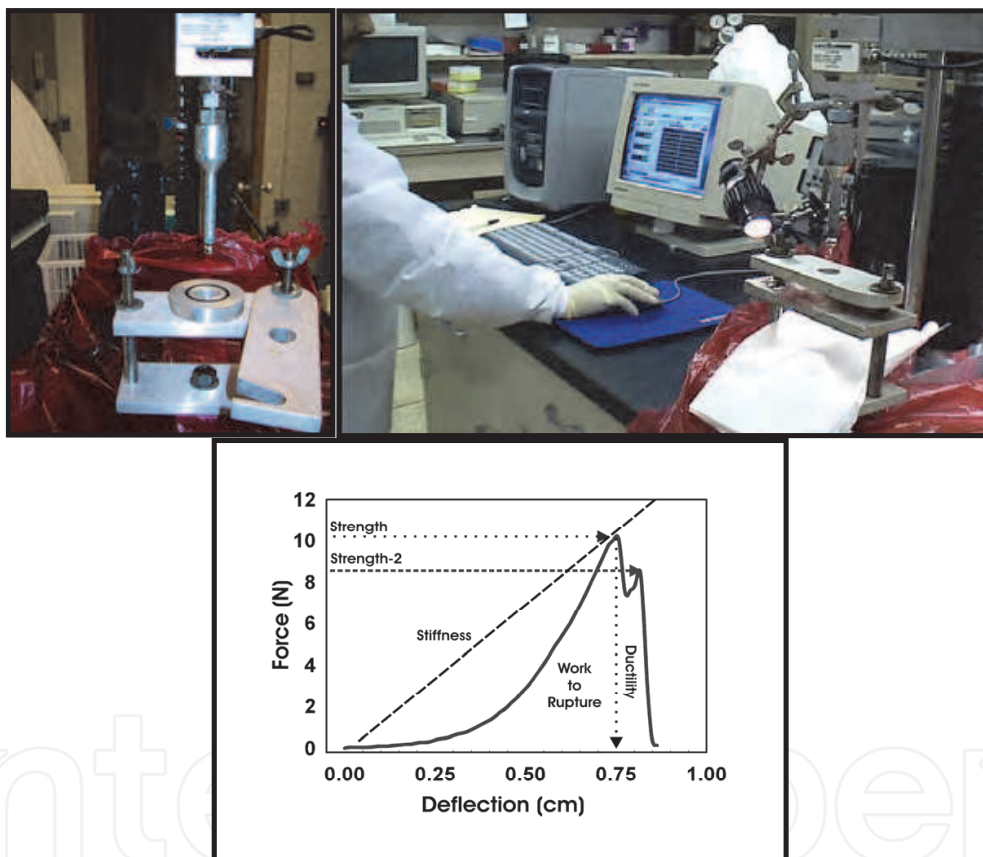 12
10
8
6
4
2
0
Force (N)
Strength
Strength-2
Stiffness
Work
to
Rupture
Ductility
0.00 0.25 0.50 0.75 1.00
Deflection (cm)